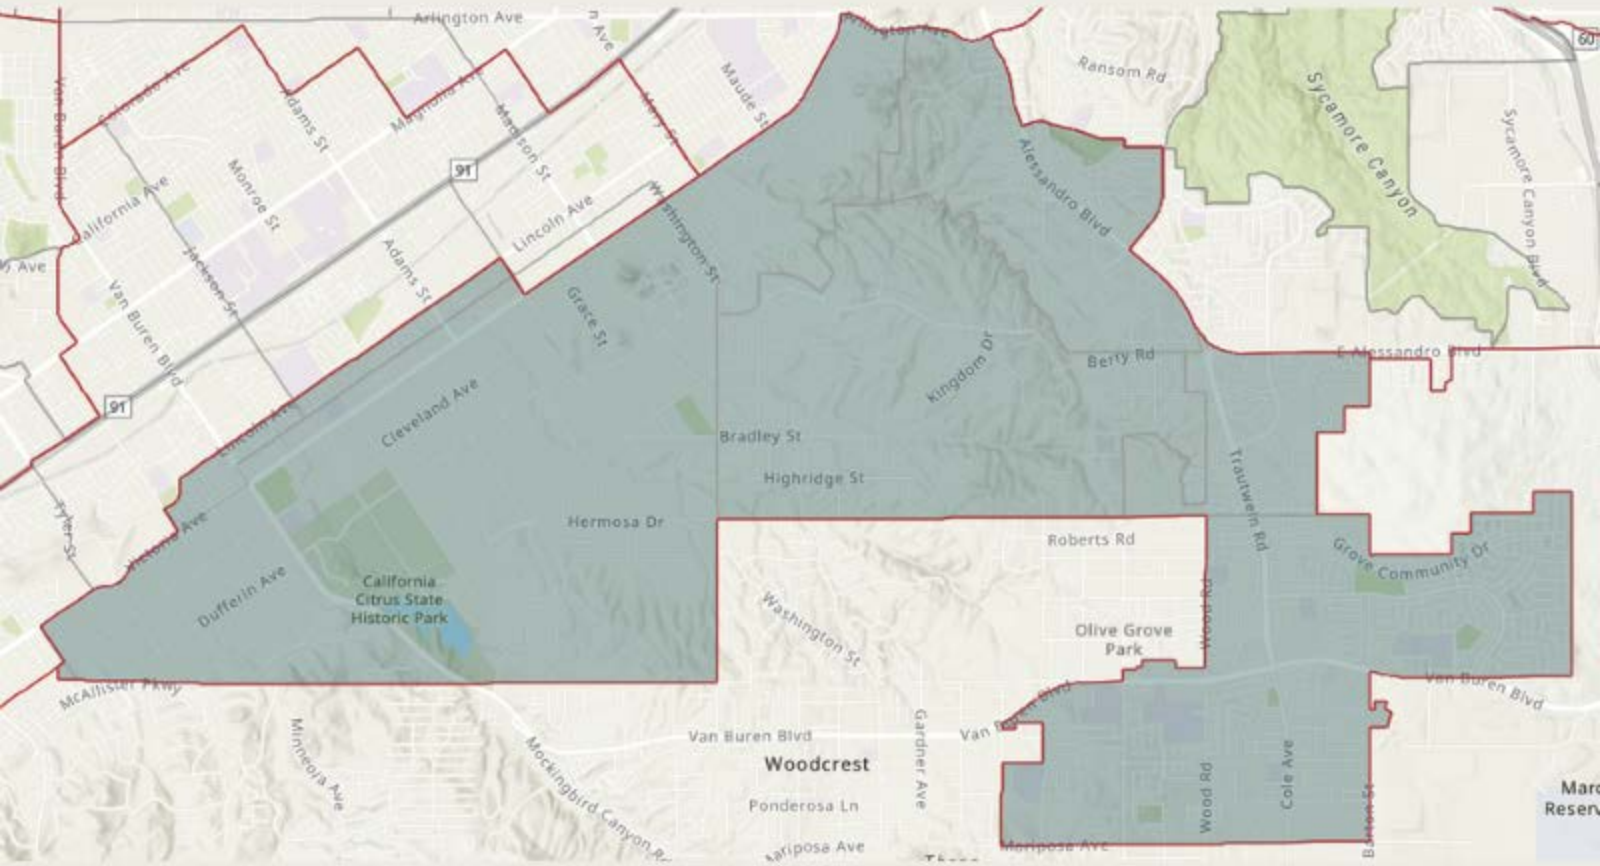 Arlington Ave
Arlington Ave
60
Ransom Rd
Sycamore Canyon
Sycamore Canyon Blvd
Van Buren Blvd
Colorado Ave
Adams St
Magnolia Ave
Madison St
Mary St
Maude St
91
Monroe St
California Ave
Lincoln Ave
Washington St
Alessandro Blvd
Ave
Jackson St
Adams St
Van Buren Blvd
Grace St
Kingdom Dr
Berry Rd
E Alessandro Blvd
91
Lincoln Ave
Cleveland Ave
Bradley St
Highridge St
Trautwein Rd
Hermosa Dr
Roberts Rd
Grove Community Dr
Tyler St
Victoria Ave
Dufferin Ave
California
Citrus State
Historic Park
Washington St
Olive Grove
Park
Wood Rd
McAllister Pkwy
Van Buren Blvd
Van Buren Blvd
Minneola Ave
Mockingbird Canyon Rd
Van Buren Blvd
Woodcrest
Gardner Ave
Ponderosa Ln
Mariposa Ave
Mariposa Ave
Wood Rd
Cole Ave
Barton St
Marc
Reserv